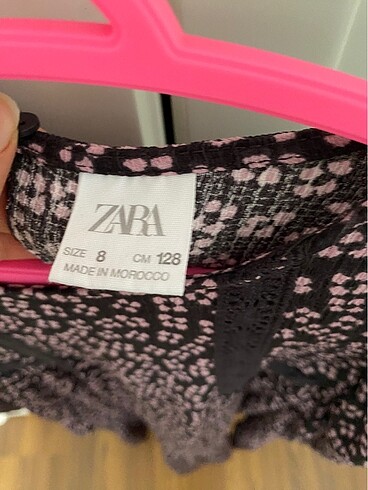 ZARA
SIZE 8 CM 128
MADE IN MOROCCO